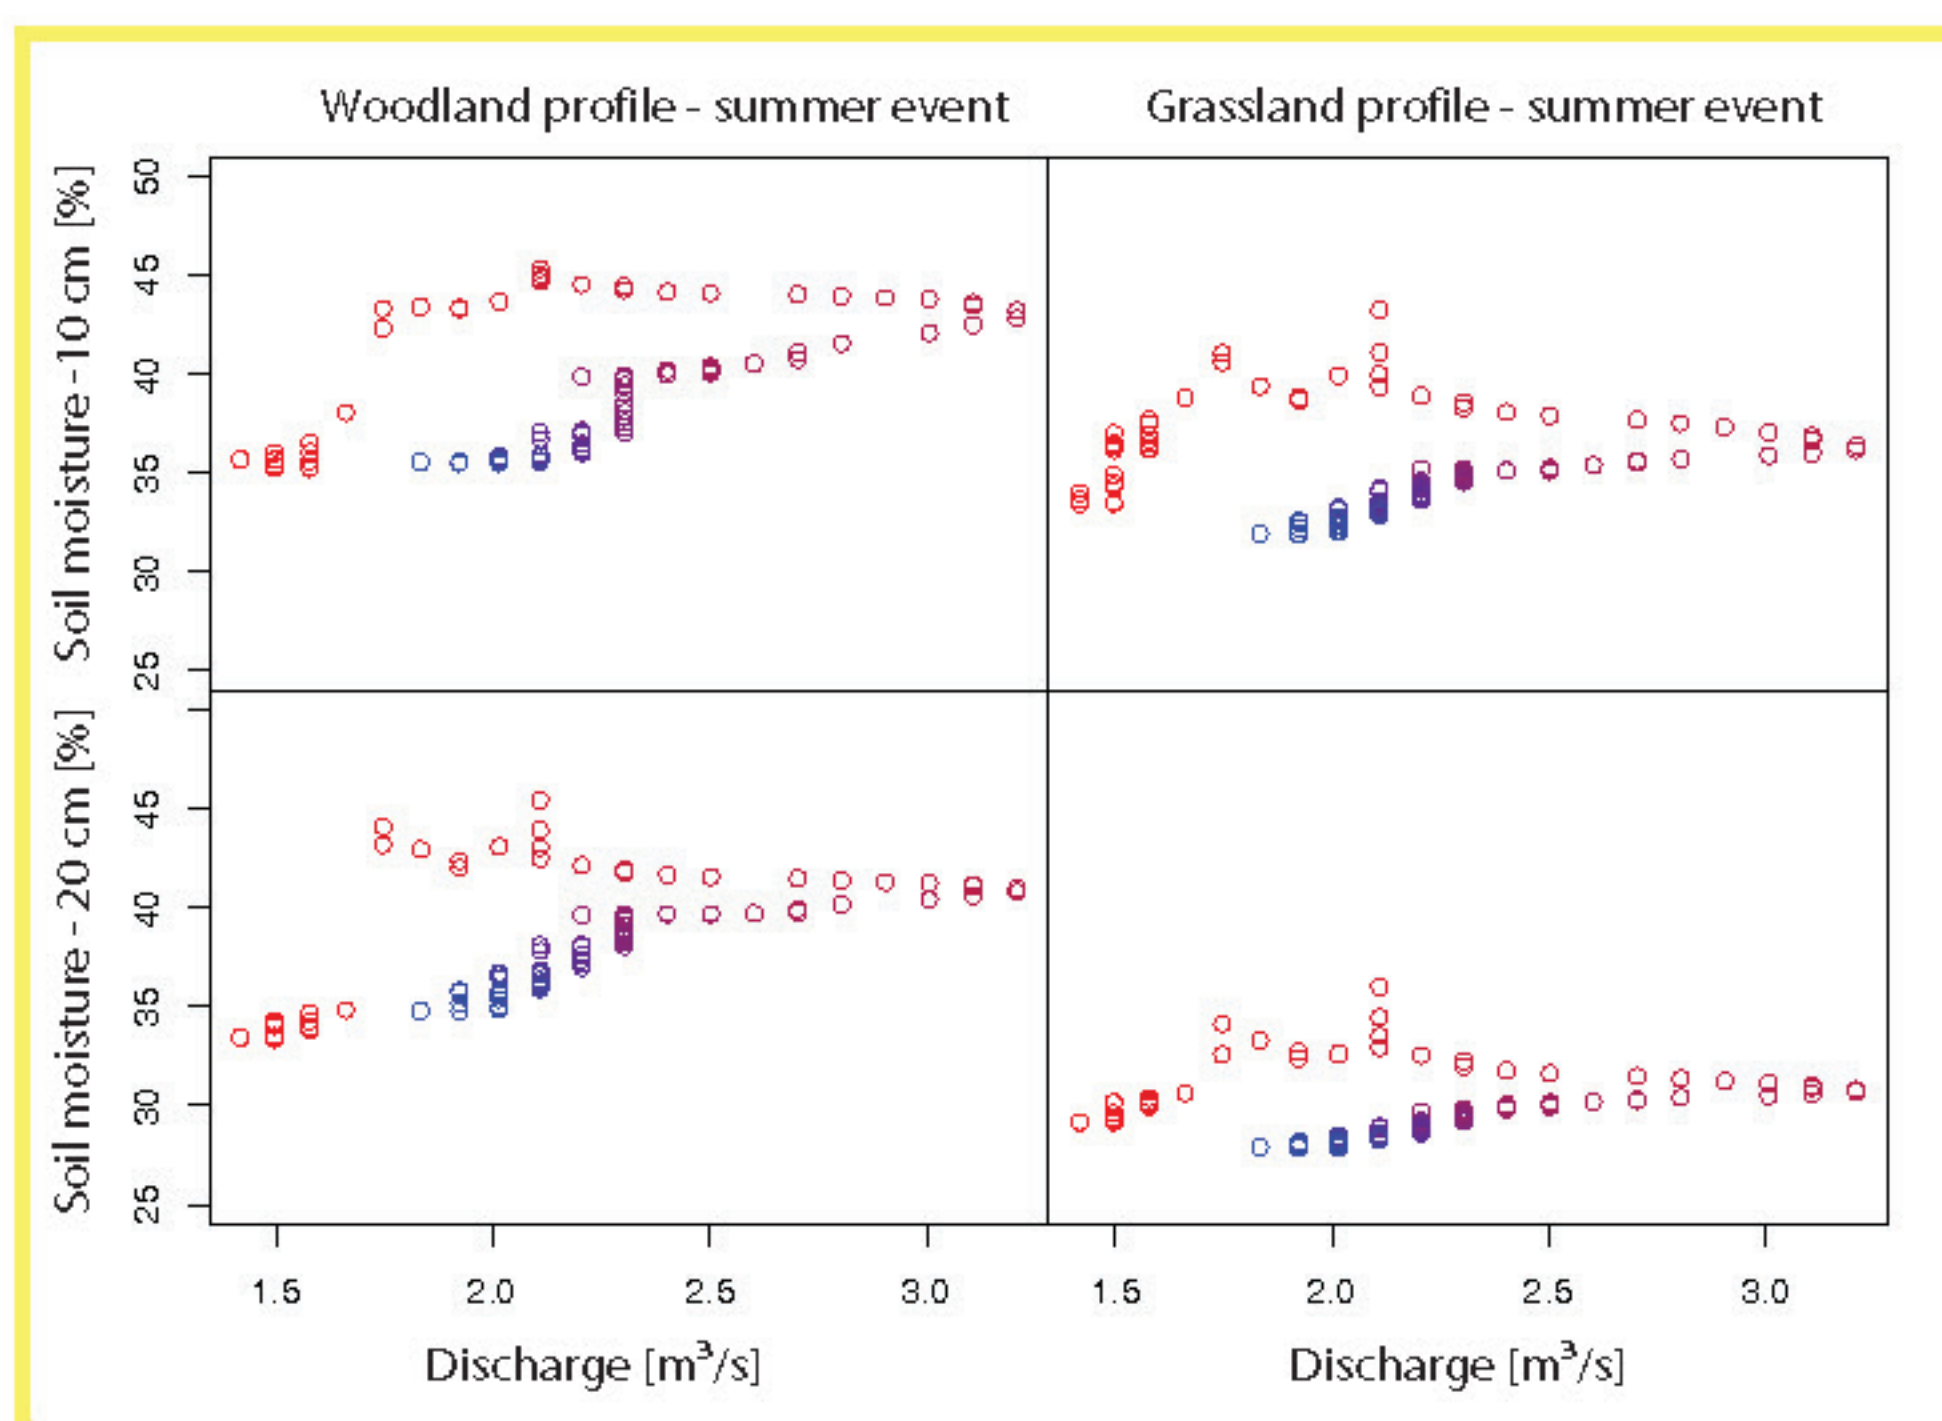 Woodland profile - summer event
Grassland profile - summer event
Soil moisture - 10 cm [%]
50
45
40
35
30
25
Soil moisture - 20 cm [%]
45
40
35
30
25
1.5 2.0 2.5 3.0
1.5 2.0 2.5 3.0
Discharge [m³/s]
Discharge [m³/s]